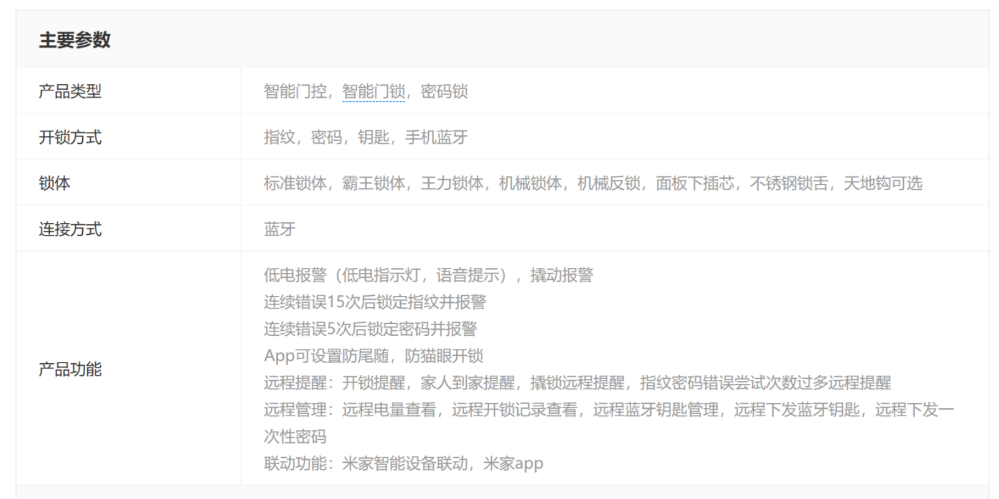 主要参数
产品类型
智能门控，智能门锁，密码锁
开锁方式
指纹，密码，钥匙，手机蓝牙
锁体
标准锁体，霸王锁体，王力锁体，机械锁体，机械反锁，面板下插芯，不锈钢锁舌，天地钩可选
连接方式
蓝牙
产品功能
低电报警（低电指示灯，语音提示），撬动报警
连续错误15次后锁定指纹并报警
连续错误5次后锁定密码并报警
App可设置防尾随，防猫眼开锁
远程提醒：开锁提醒，家人到家提醒，撬锁远程提醒，指纹密码错误尝试次数过多远程提醒
远程管理：远程电量查看，远程开锁记录查看，远程蓝牙钥匙管理，远程下发蓝牙钥匙，远程下发一
次性密码
联动功能：米家智能设备联动，米家app